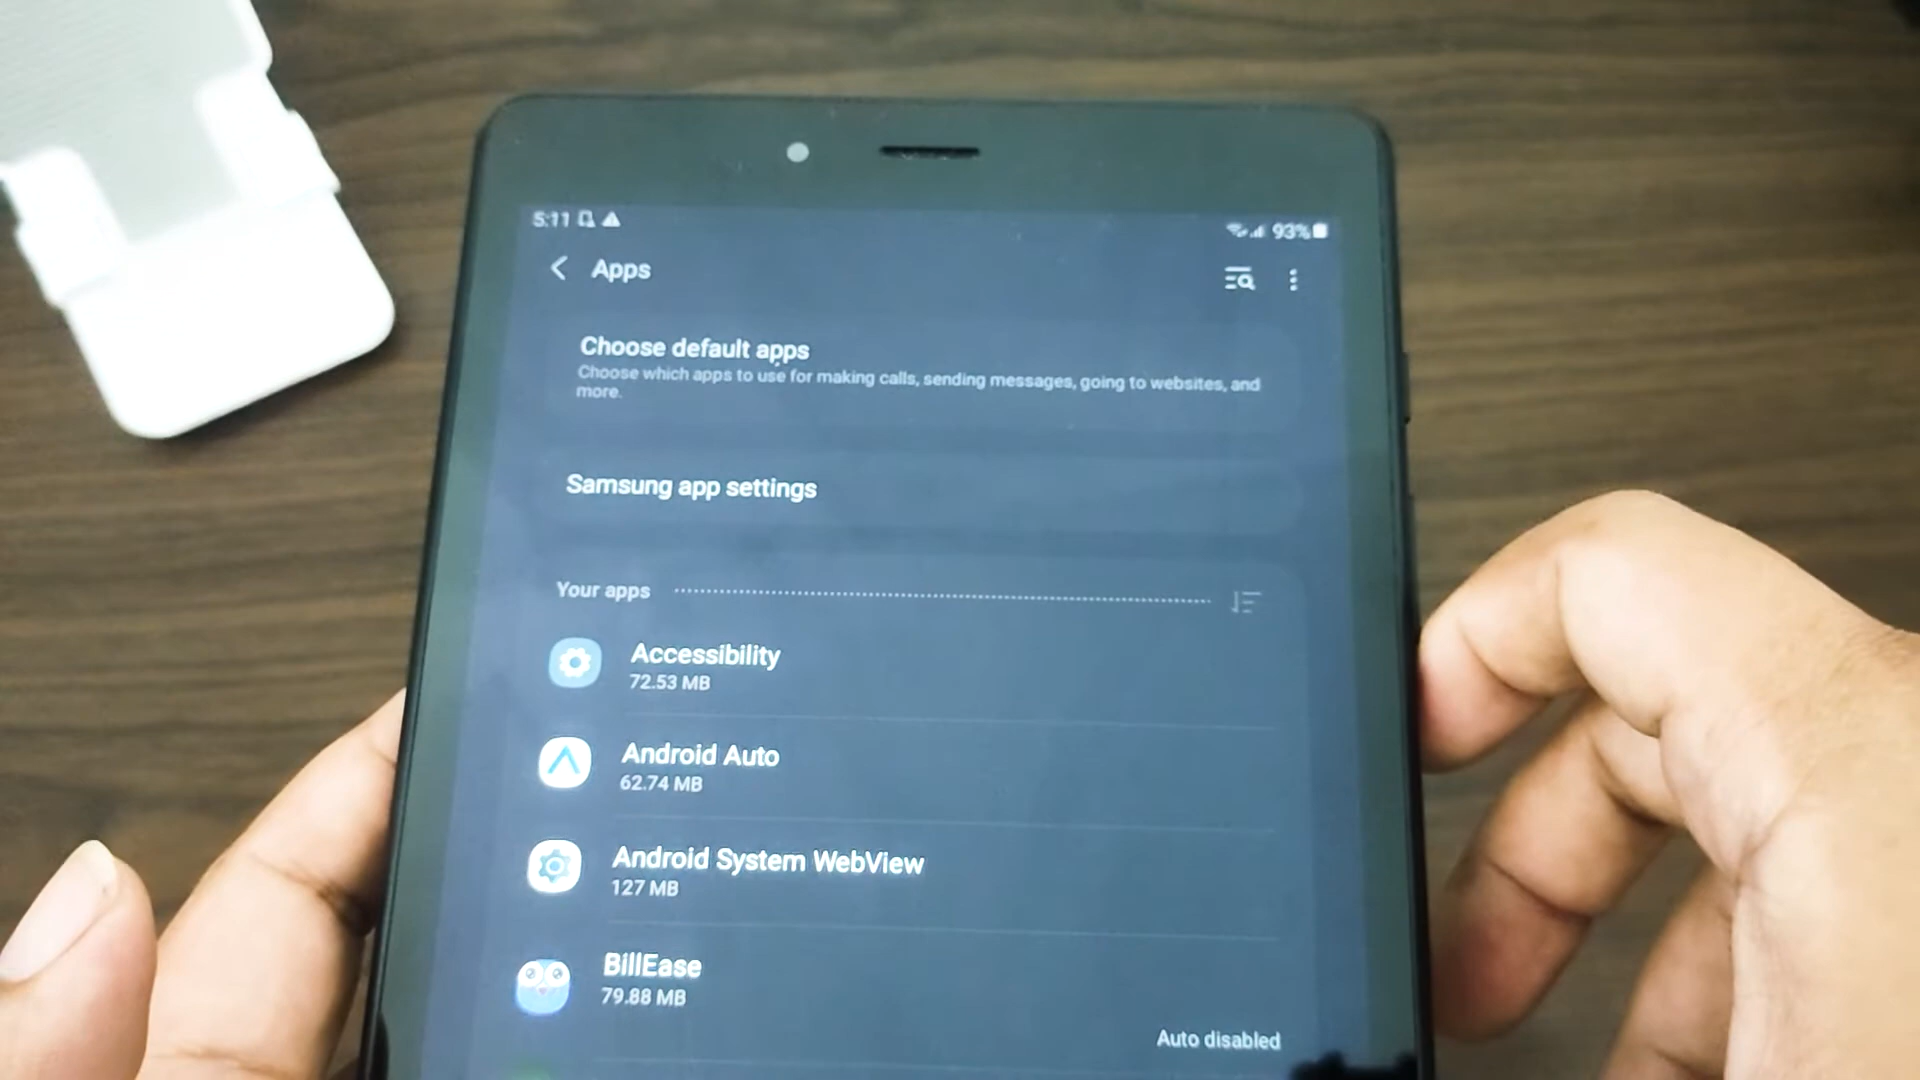 5:11
93%
Apps
Choose default apps
Choose which apps to use for making calls, sending messages, going to websites, and
more.
Samsung app settings
Your apps
Accessibility
72.53 MB
Android Auto
62.74 MB
Android System WebView
127 MB
BillEase
79.88 MB
Auto disabled